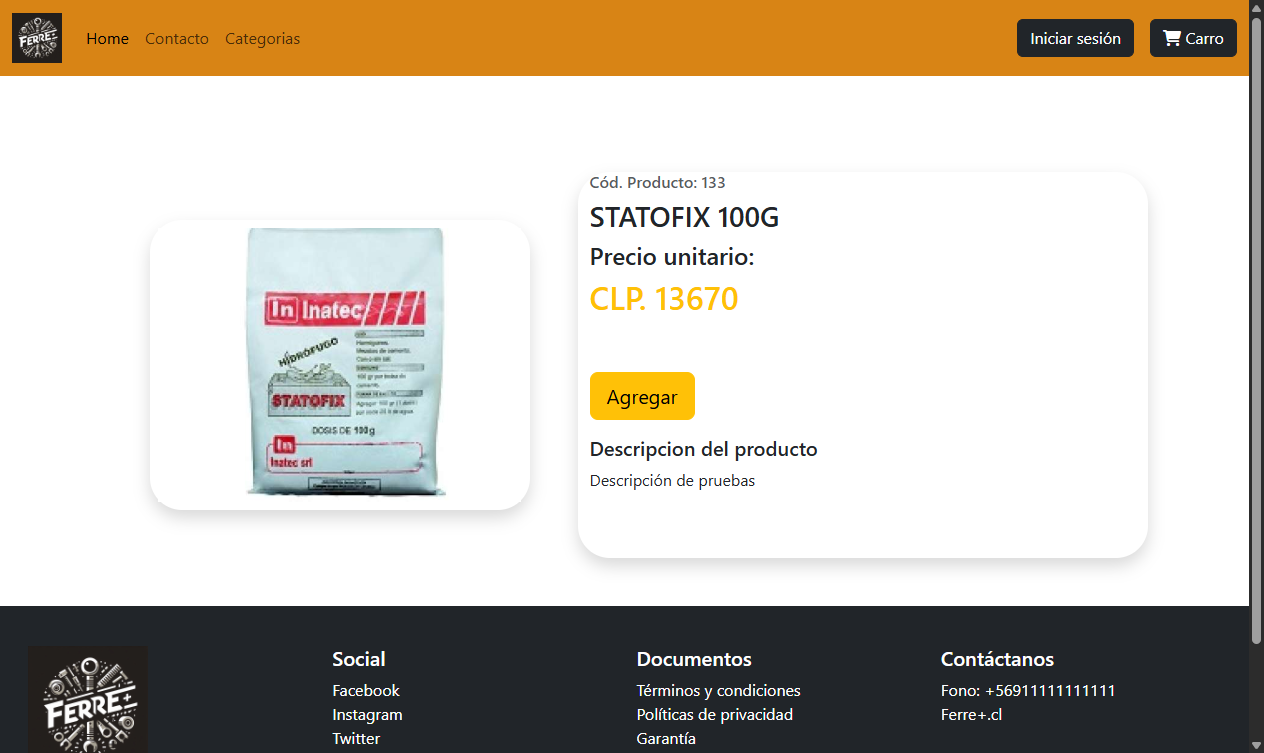 FERRE+
Home
Contacto
Categorias
Iniciar sesión
Carro
In Inatec
HIDRÓFUGO
STATOFIX
DOSIS DE 100g
In
Inatec srl
Cód. Producto: 133
STATOFIX 100G
Precio unitario:
CLP. 13670
Agregar
Descripcion del producto
Descripción de pruebas
FERRE+
Social
Facebook
Instagram
Twitter
Documentos
Términos y condiciones
Políticas de privacidad
Garantía
Contáctanos
Fono: +56911111111111
Ferre+.cl